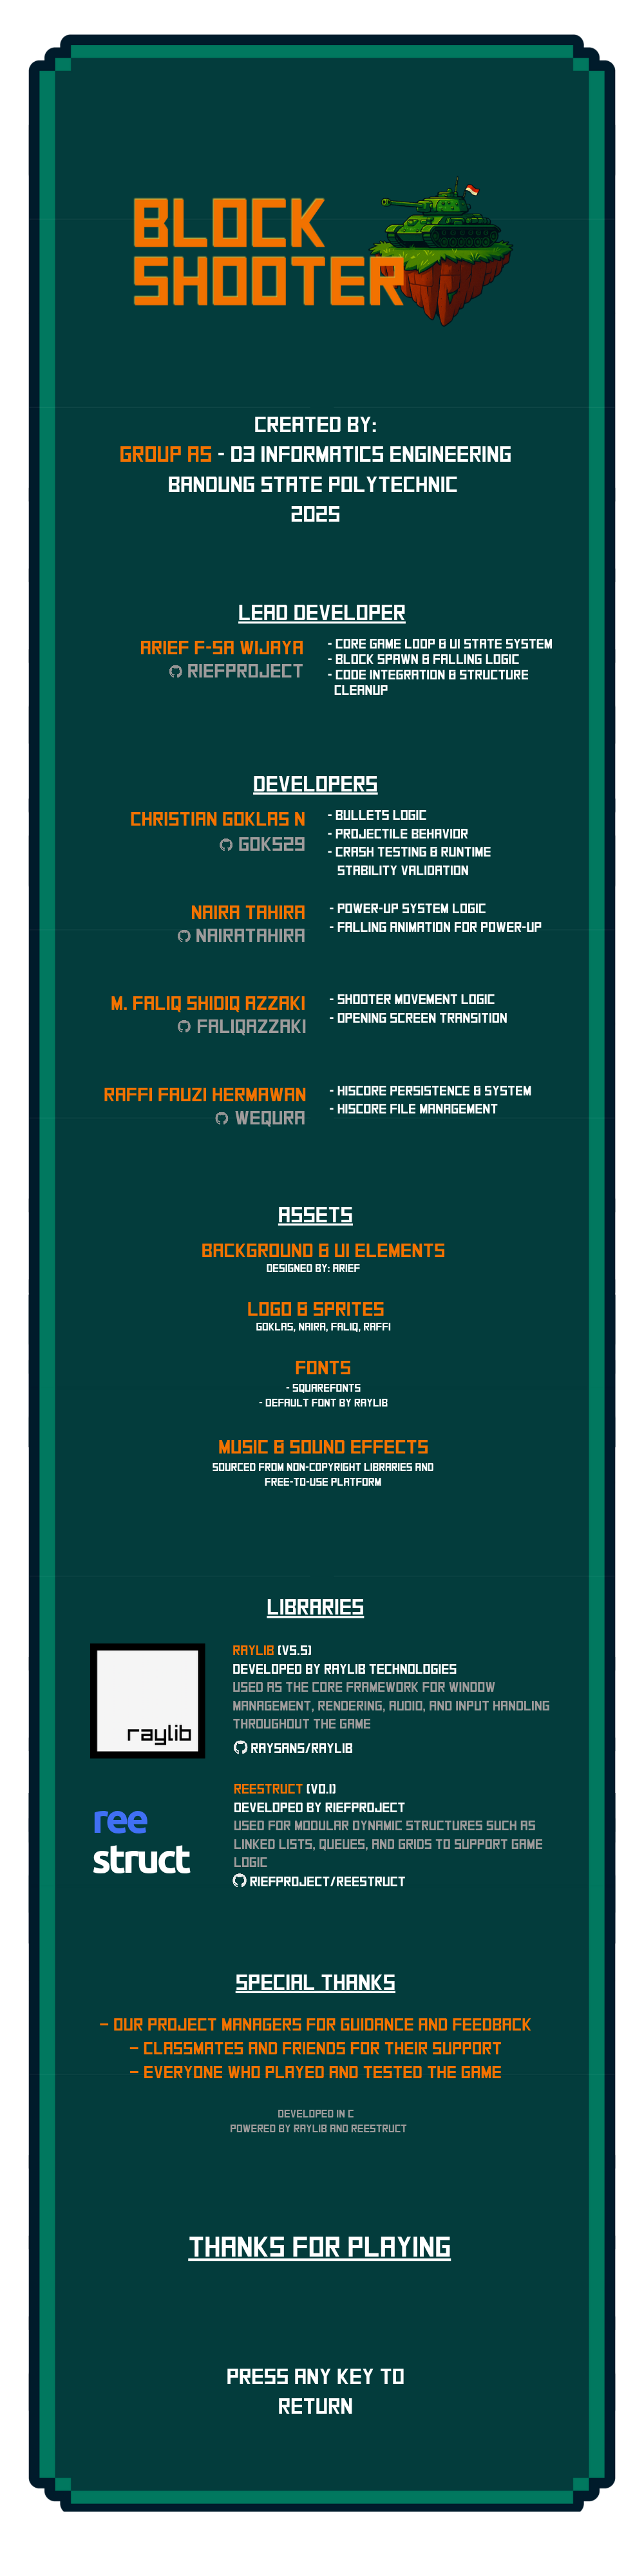 BLOCK
SHOOTER
CREATED BY:
GROUP A5 - D3 INFORMATICS ENGINEERING
BANDUNG STATE POLYTECHNIC
2025
LEAD DEVELOPER
ARIEF F-SA WIJAYA
RIEFPROJECT
- CORE GAME LOOP & UI STATE SYSTEM
- BLOCK SPAWN & FALLING LOGIC
- CODE INTEGRATION & STRUCTURE
CLEANUP
DEVELOPERS
CHRISTIAN GOKLAS N
GOKS29
- BULLETS LOGIC
- PROJECTILE BEHAVIOR
- CRASH TESTING & RUNTIME
STABILITY VALIDATION
NAIRA TAHIRA
NAIRATAHIRA
- POWER-UP SYSTEM LOGIC
- FALLING ANIMATION FOR POWER-UP
M. FALIQ SHIDIQ AZZAKI
FALIQAZZAKI
- SHOOTER MOVEMENT LOGIC
- OPENING SCREEN TRANSITION
RAFFI FAUZI HERMAWAN
WEQURA
- HISCORE PERSISTENCE & SYSTEM
- HISCORE FILE MANAGEMENT
ASSETS
BACKGROUND & UI ELEMENTS
DESIGNED BY: ARIEF
LOGO & SPRITES
GOKLAS, NAIRA, FALIQ, RAFFI
FONTS
- SQUAREFONTS
- DEFAULT FONT BY RAYLIB
MUSIC & SOUND EFFECTS
SOURCED FROM NON-COPYRIGHT LIBRARIES AND
FREE-TO-USE PLATFORM
LIBRARIES
raylib
RAYLIB (V5.5)
DEVELOPED BY RAYLIB TECHNOLOGIES
USED AS THE CORE FRAMEWORK FOR WINDOW
MANAGEMENT, RENDERING, AUDIO, AND INPUT HANDLING
THROUGHOUT THE GAME
RAYSAN5/RAYLIB
ree
struct
REESTRUCT (V0.1)
DEVELOPED BY RIEFPROJECT
USED FOR MODULAR DYNAMIC STRUCTURES SUCH AS
LINKED LISTS, QUEUES, AND GRIDS TO SUPPORT GAME
LOGIC
RIEFPROJECT/REESTRUCT
SPECIAL THANKS
– OUR PROJECT MANAGERS FOR GUIDANCE AND FEEDBACK
– CLASSMATES AND FRIENDS FOR THEIR SUPPORT
– EVERYONE WHO PLAYED AND TESTED THE GAME
DEVELOPED IN C
POWERED BY RAYLIB AND REESTRUCT
THANKS FOR PLAYING
PRESS ANY KEY TO
RETURN